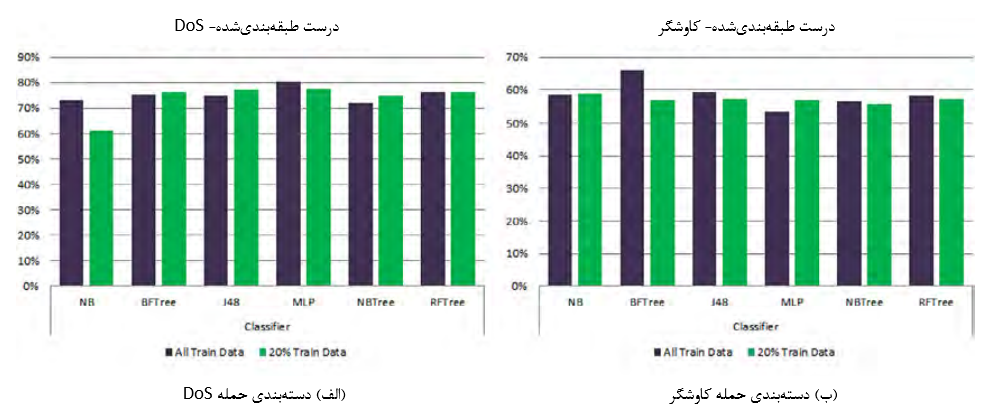 درست طبقه‌بندی‌شده- DoS
90%
80%
70%
60%
50%
40%
30%
20%
10%
0%
NB BFTree J48 MLP NBTree RFTree
Classifier
All Train Data 20% Train Data
(الف) دسته‌بندی حمله DoS
درست طبقه‌بندی‌شده- کاوشگر
70%
60%
50%
40%
30%
20%
10%
0%
NB BFTree J48 MLP NBTree RFTree
Classifier
All Train Data 20% Train Data
(ب) دسته‌بندی حمله کاوشگر